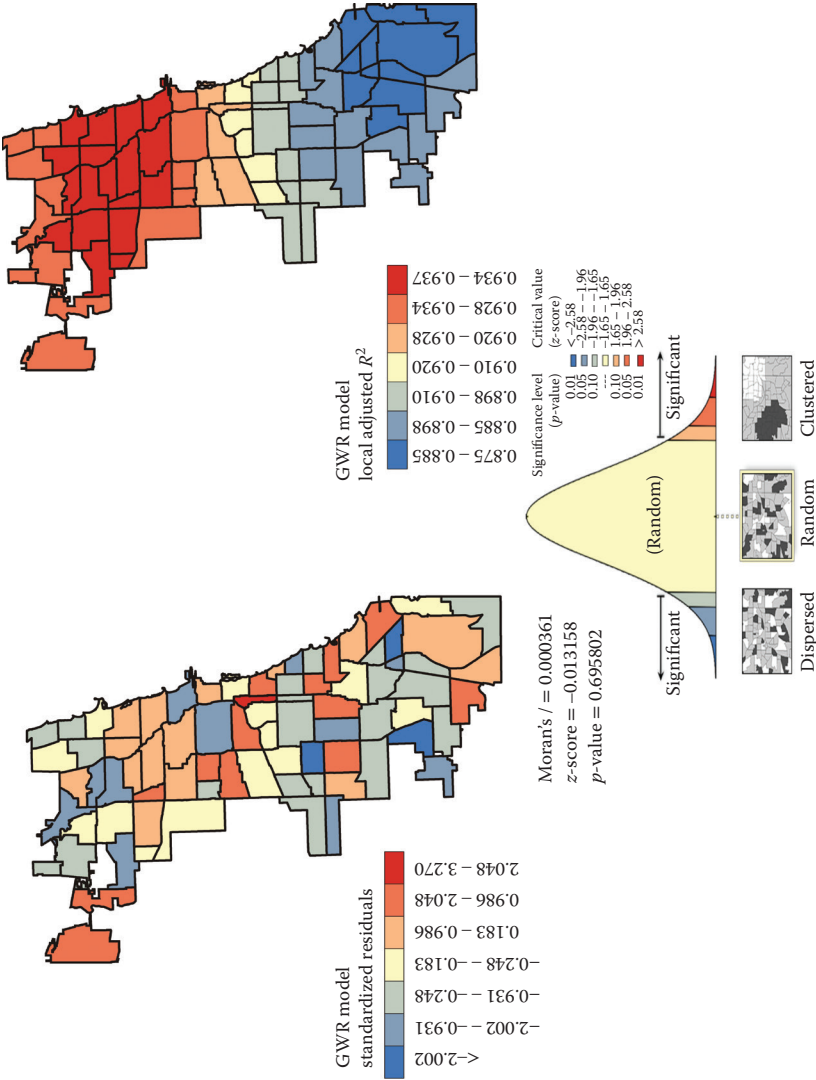 GWR model
standardized residuals
<−2.002
−2.002 – −0.931
−0.931 – −0.248
−0.248 – −0.183
0.183 – 0.986
0.986 – 2.048
2.048 – 3.270
GWR model
local adjusted R²
0.875 – 0.885
0.885 – 0.898
0.898 – 0.910
0.910 – 0.920
0.920 – 0.928
0.928 – 0.934
0.934 – 0.937
Moran's I = 0.000361
z-score = −0.013158
p-value = 0.695802
Significance level Critical value
(p-value) (z-score)
0.01 < −2.58
0.05 −2.58 – −1.96
0.10 −1.96 – −1.65
--- −1.65 – 1.65
0.10 1.65 – 1.96
0.05 1.96 – 2.58
0.01 > 2.58
Significant (Random) Significant
Dispersed Random Clustered